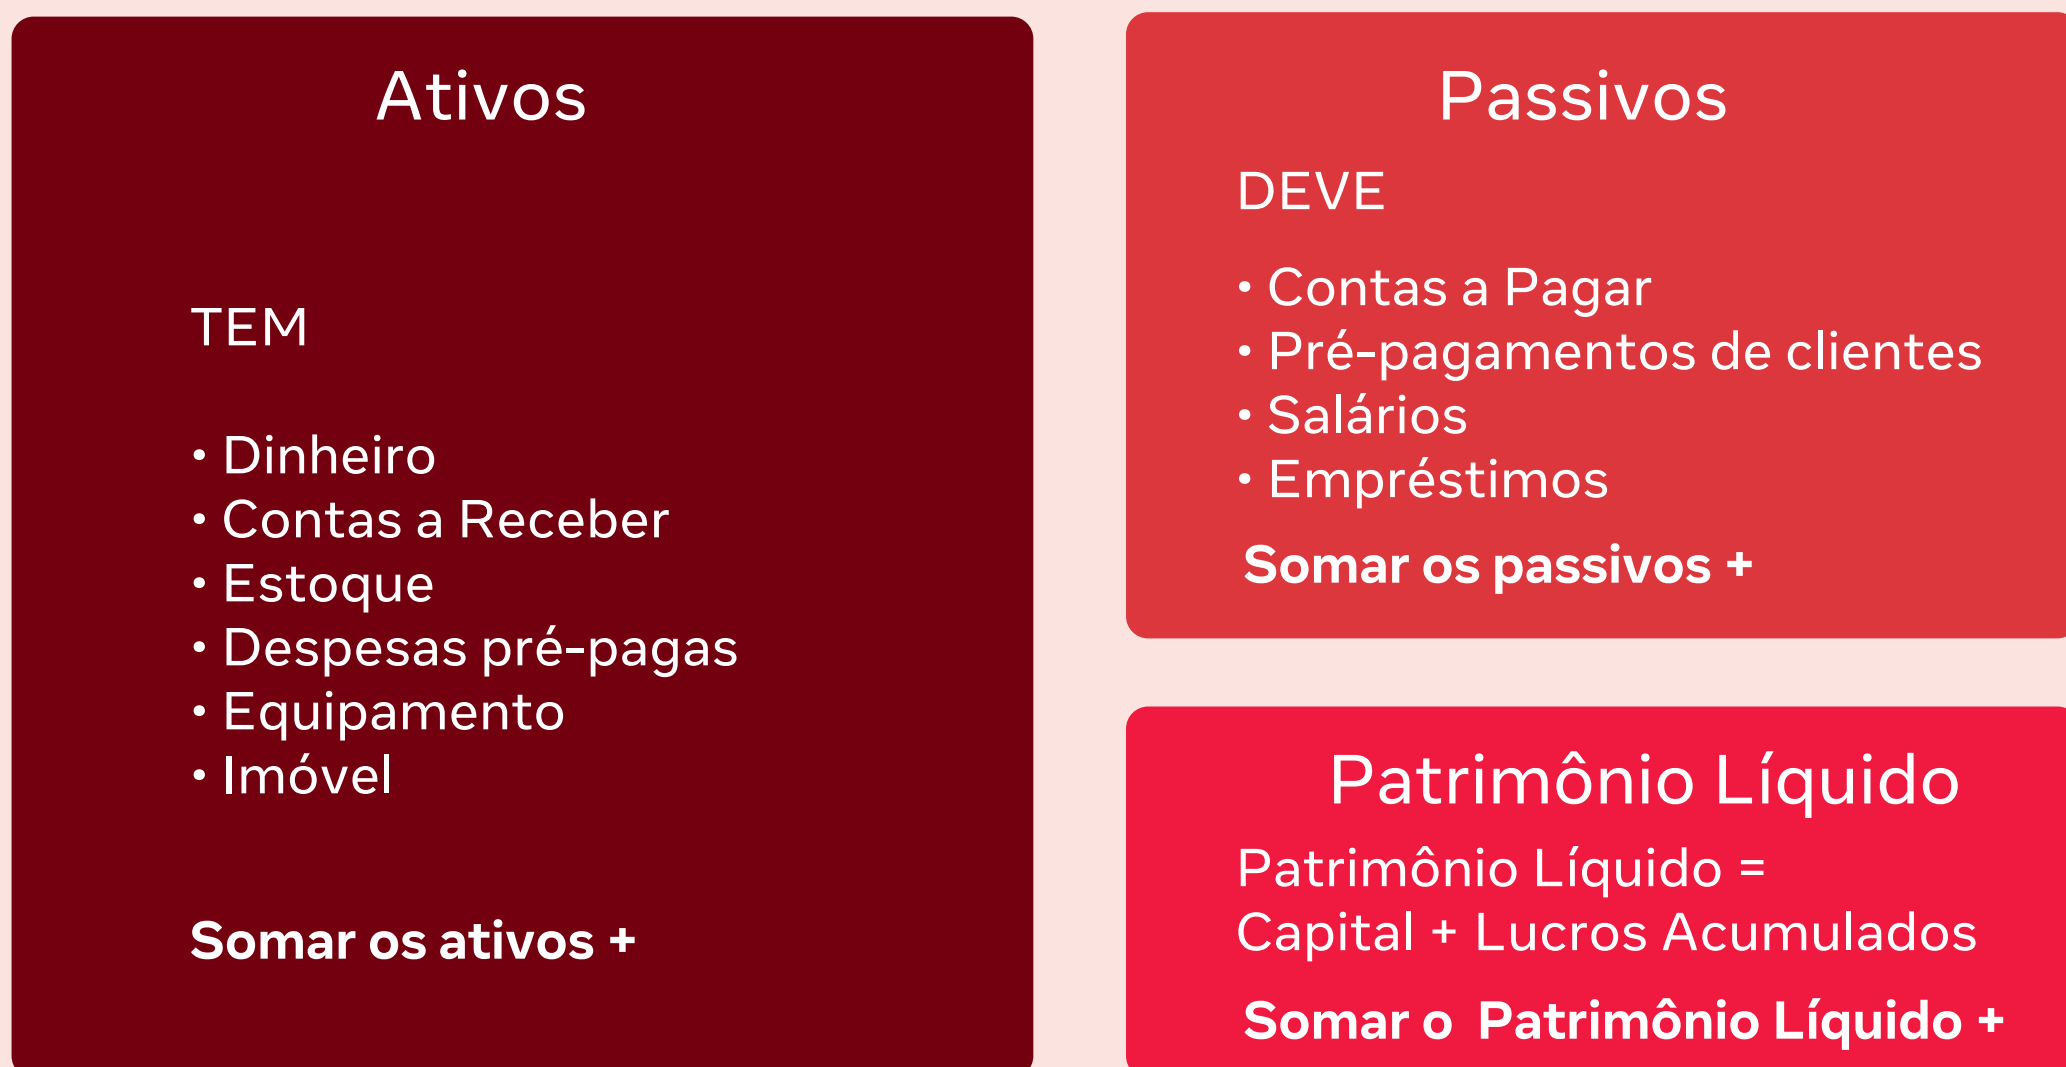 Ativos
TEM
• Dinheiro
• Contas a Receber
• Estoque
• Despesas pré-pagas
• Equipamento
• Imóvel
Somar os ativos +
Passivos
DEVE
• Contas a Pagar
• Pré-pagamentos de clientes
• Salários
• Empréstimos
Somar os passivos +
Patrimônio Líquido
Patrimônio Líquido =
Capital + Lucros Acumulados
Somar o Patrimônio Líquido +